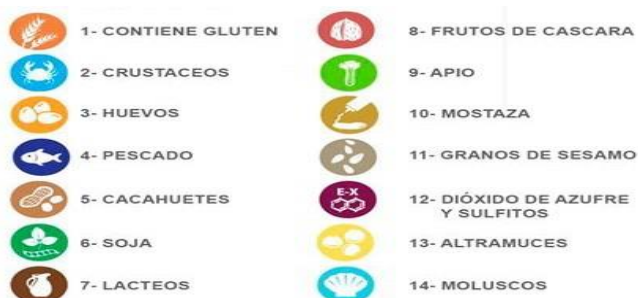 1- CONTIENE GLUTEN
2- CRUSTACEOS
3- HUEVOS
4- PESCADO
5- CACAHUETES
6- SOJA
7- LACTEOS
8- FRUTOS DE CASCARA
9- APIO
10- MOSTAZA
11- GRANOS DE SESAMO
E-X
12- DIÓXIDO DE AZUFRE
Y SULFITOS
13- ALTRAMUCES
14- MOLUSCOS